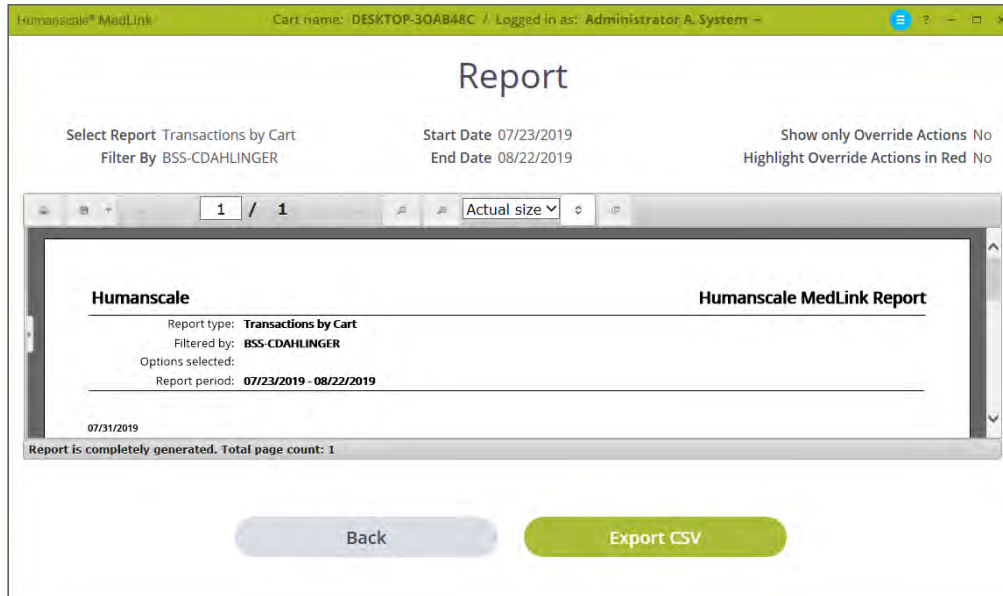 Humanscale® MedLink Cart name: DESKTOP-3OAB48C / Logged in as: Administrator A. System ?
Report
Select Report Transactions by Cart Start Date 07/23/2019 Show only Override Actions No
Filter By BSS-CDAHLINGER End Date 08/22/2019 Highlight Override Actions in Red No
1 / 1 Actual size
Humanscale Humanscale MedLink Report
Report type: Transactions by Cart
Filtered by: BSS-CDAHLINGER
Options selected:
Report period: 07/23/2019 - 08/22/2019
07/31/2019
Report is completely generated. Total page count: 1
Back Export CSV